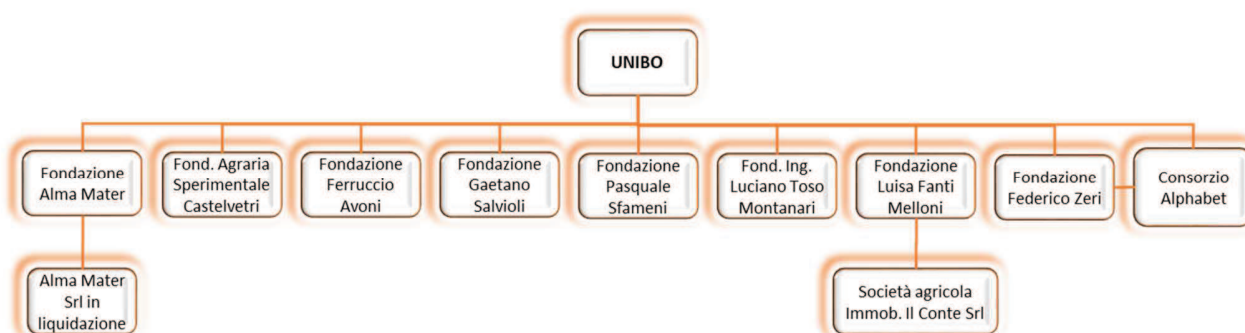 UNIBO
Fondazione
Alma Mater
Fond. Agraria
Sperimentale
Castelvetri
Fondazione
Ferruccio
Avoni
Fondazione
Gaetano
Salvioli
Fondazione
Pasquale
Sfameni
Fond. Ing.
Luciano Toso
Montanari
Fondazione
Luisa Fanti
Melloni
Fondazione
Federico Zeri
Consorzio
Alphabet
Alma Mater
Srl in
liquidazione
Società agricola
Immob. Il Conte Srl